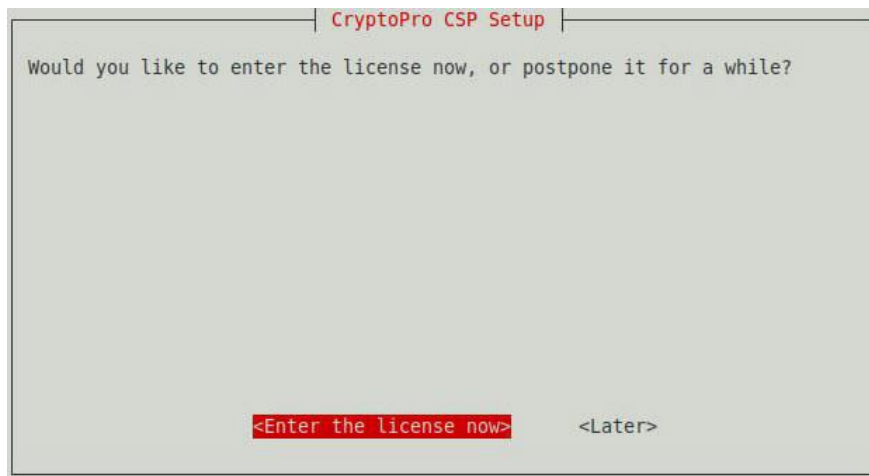 CryptoPro CSP Setup
Would you like to enter the license now, or postpone it for a while?
<Enter the license now> <Later>